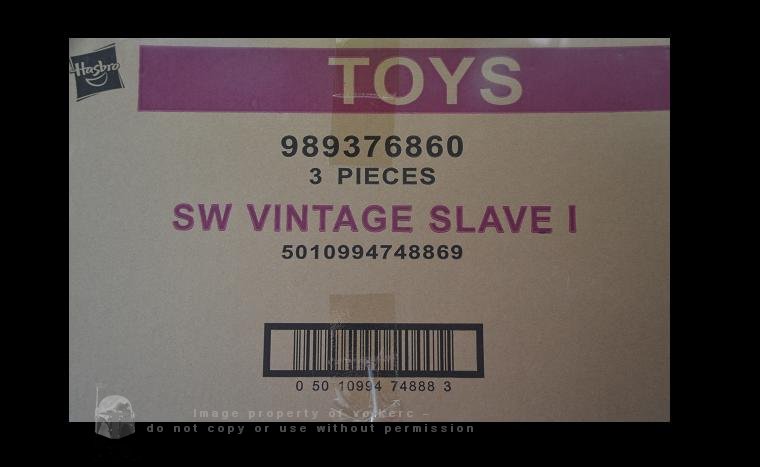 Hasbro
TOYS
989376860
3 PIECES
SW VINTAGE SLAVE I
5010994748869
0 50 10994 74888 3
Image property of volkerc –
do not copy or use without permission